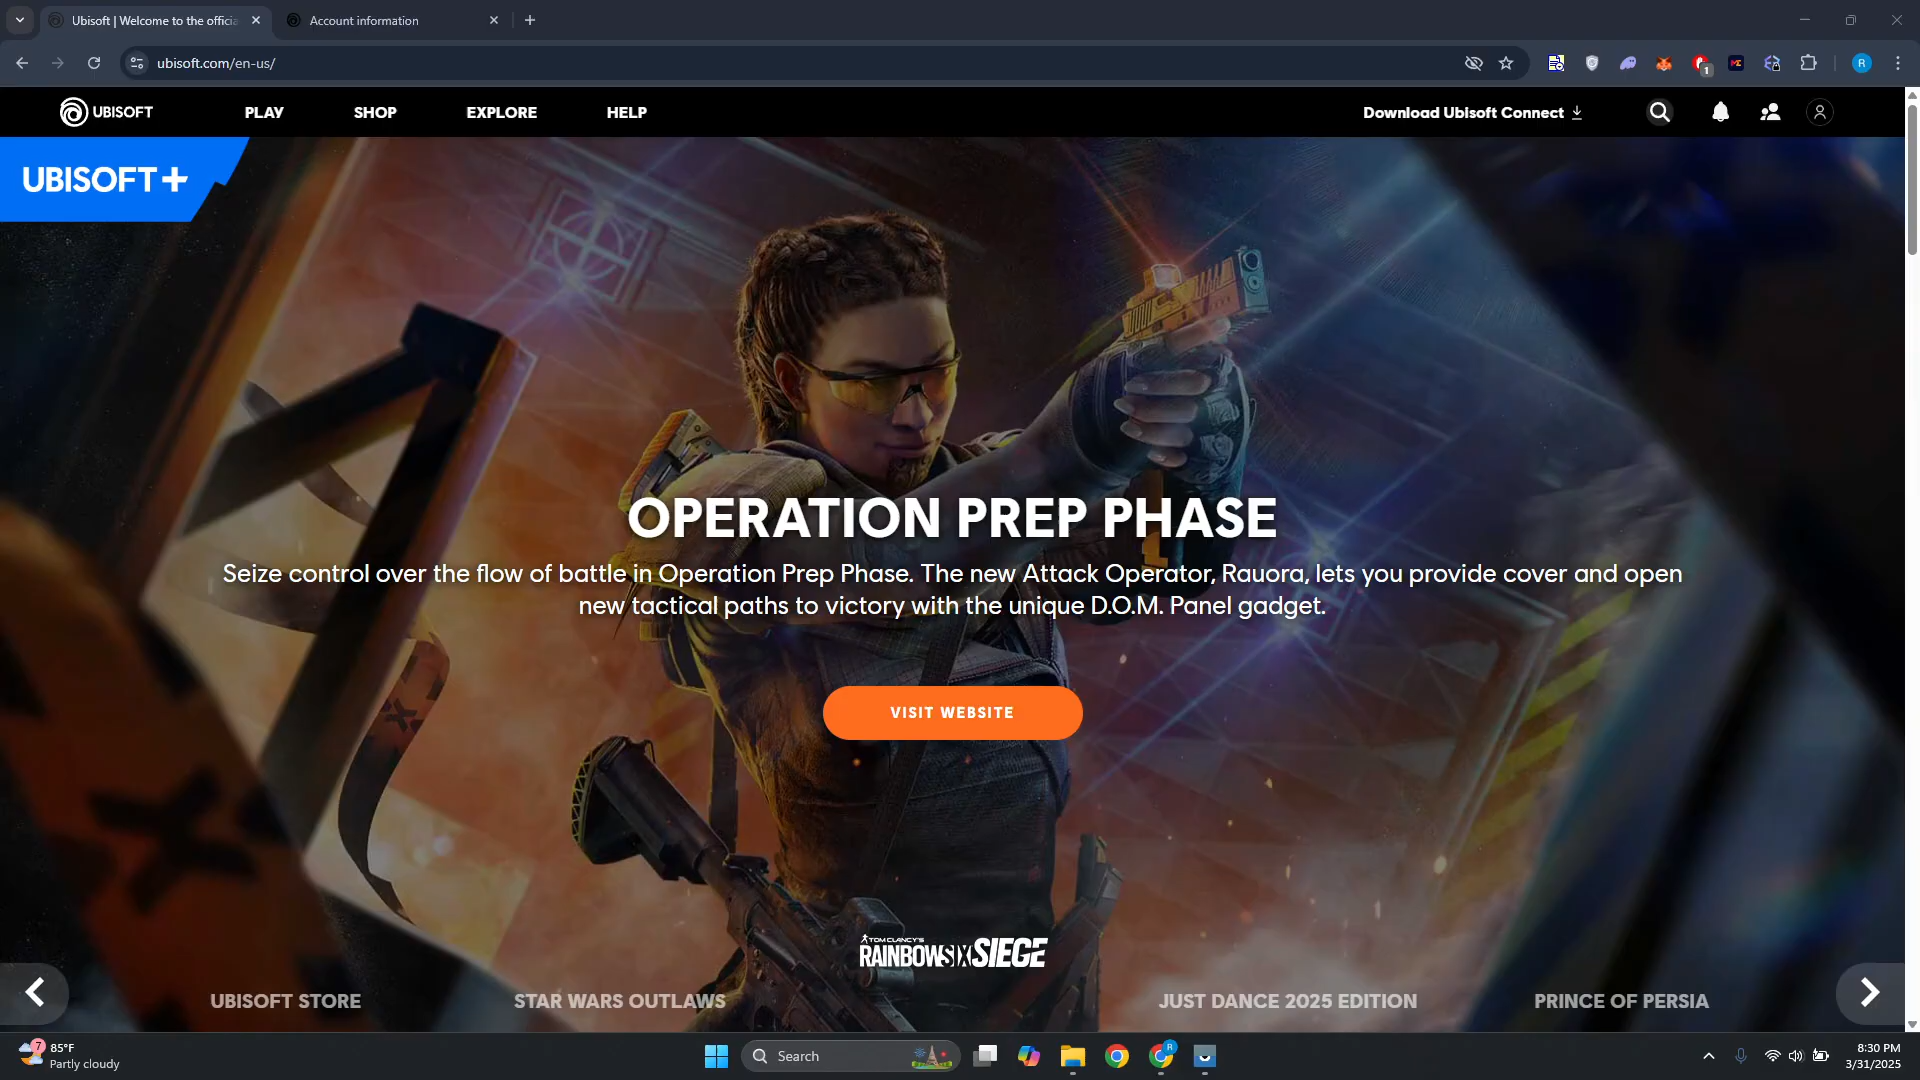 Ubisoft | Welcome to the officia
Account information
ubisoft.com/en-us/
1
R
UBISOFT
PLAY
SHOP
EXPLORE
HELP
Download Ubisoft Connect
UBISOFT+
OPERATION PREP PHASE
Seize control over the flow of battle in Operation Prep Phase. The new Attack Operator, Rauora, lets you provide cover and open
new tactical paths to victory with the unique D.O.M. Panel gadget.
VISIT WEBSITE
TOM CLANCY'S
RAINBOWSIX SIEGE
UBISOFT STORE
STAR WARS OUTLAWS
JUST DANCE 2025 EDITION
PRINCE OF PERSIA
7
85°F
Partly cloudy
Search
R
8:30 PM
3/31/2025